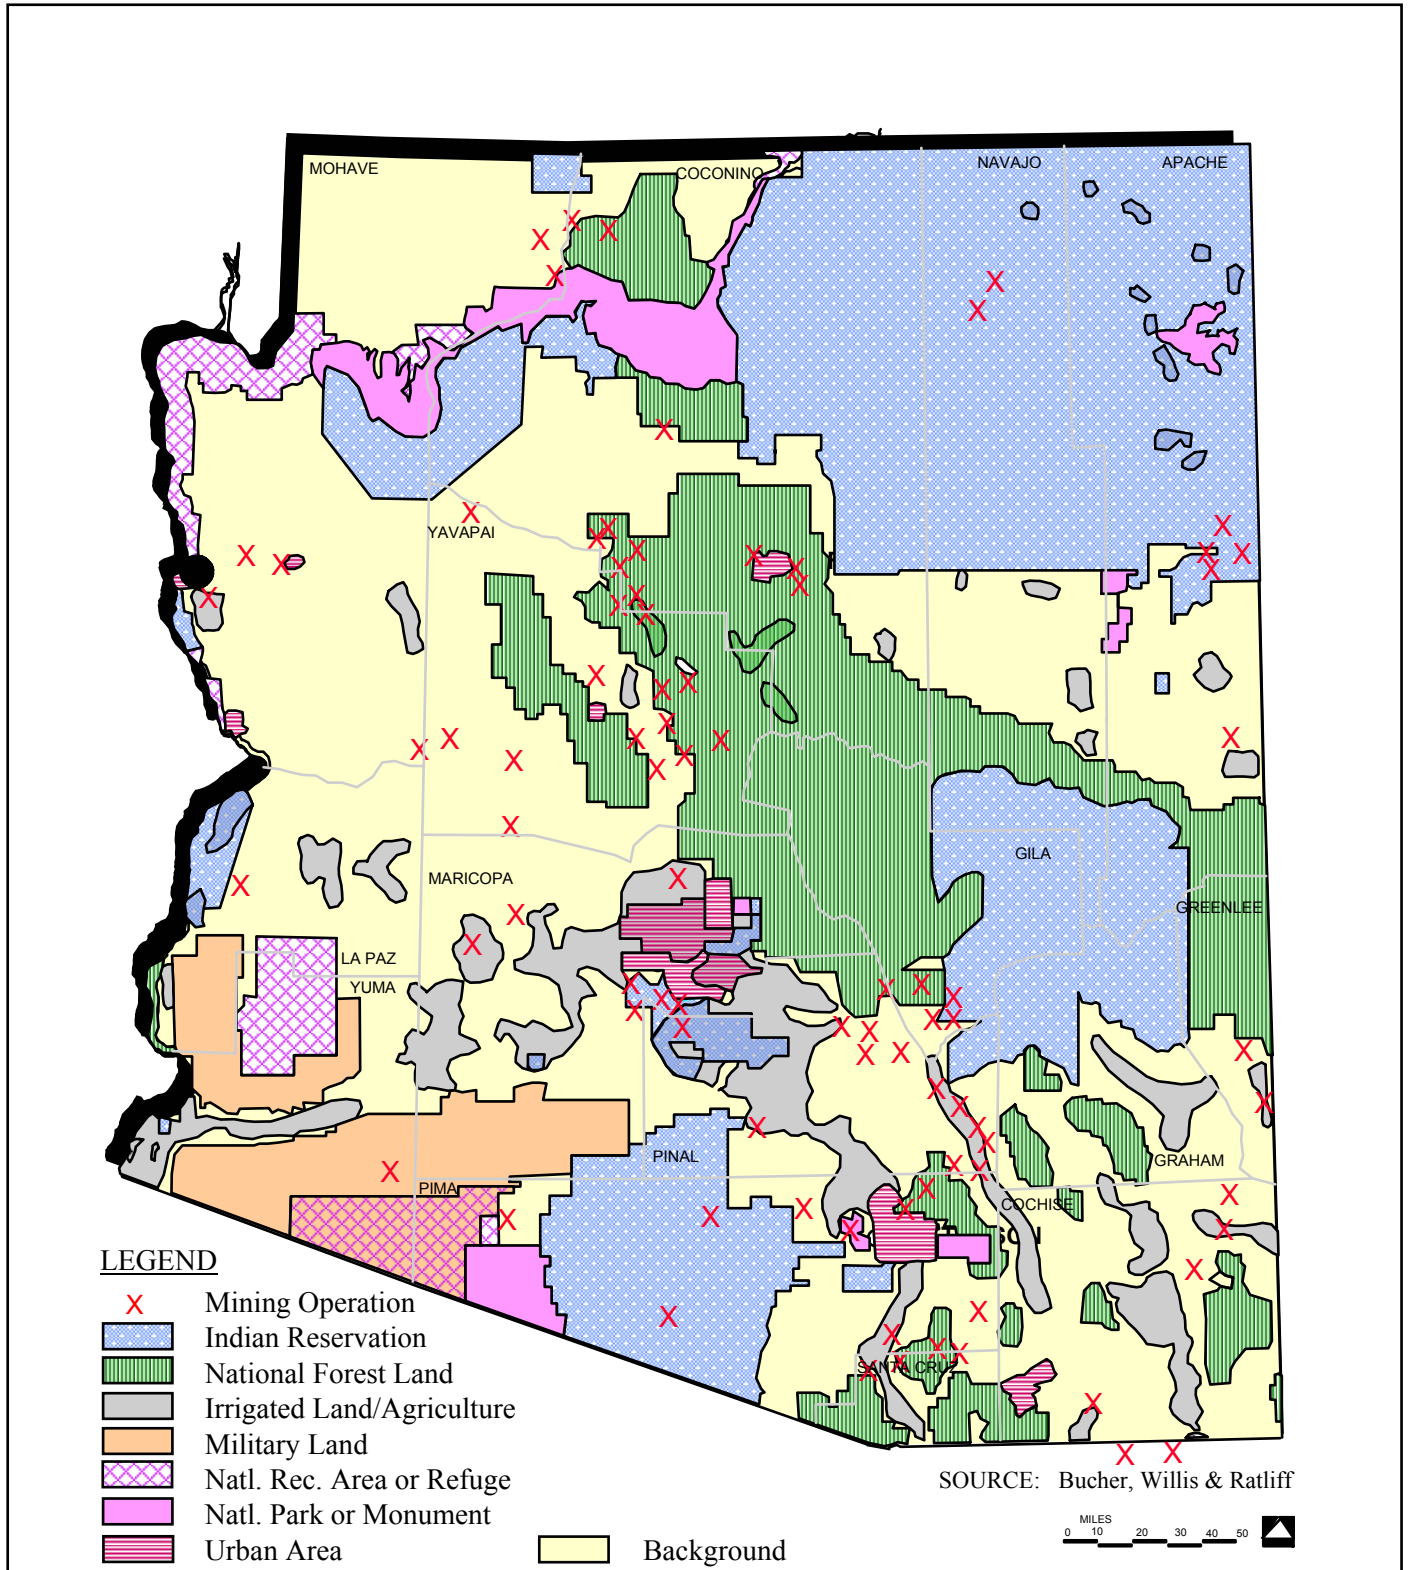 MOHAVE
COCONINO
NAVAJO
APACHE
YAVAPAI
GILA
MARICOPA
GREENLEE
LA PAZ
YUMA
PINAL
GRAHAM
PIMA
COCHISE
SON
SANTA CRUZ
LEGEND
X Mining Operation
Indian Reservation
National Forest Land
Irrigated Land/Agriculture
Military Land
Natl. Rec. Area or Refuge
Natl. Park or Monument
Urban Area
Background
SOURCE: Bucher, Willis & Ratliff
MILES
0 10 20 30 40 50